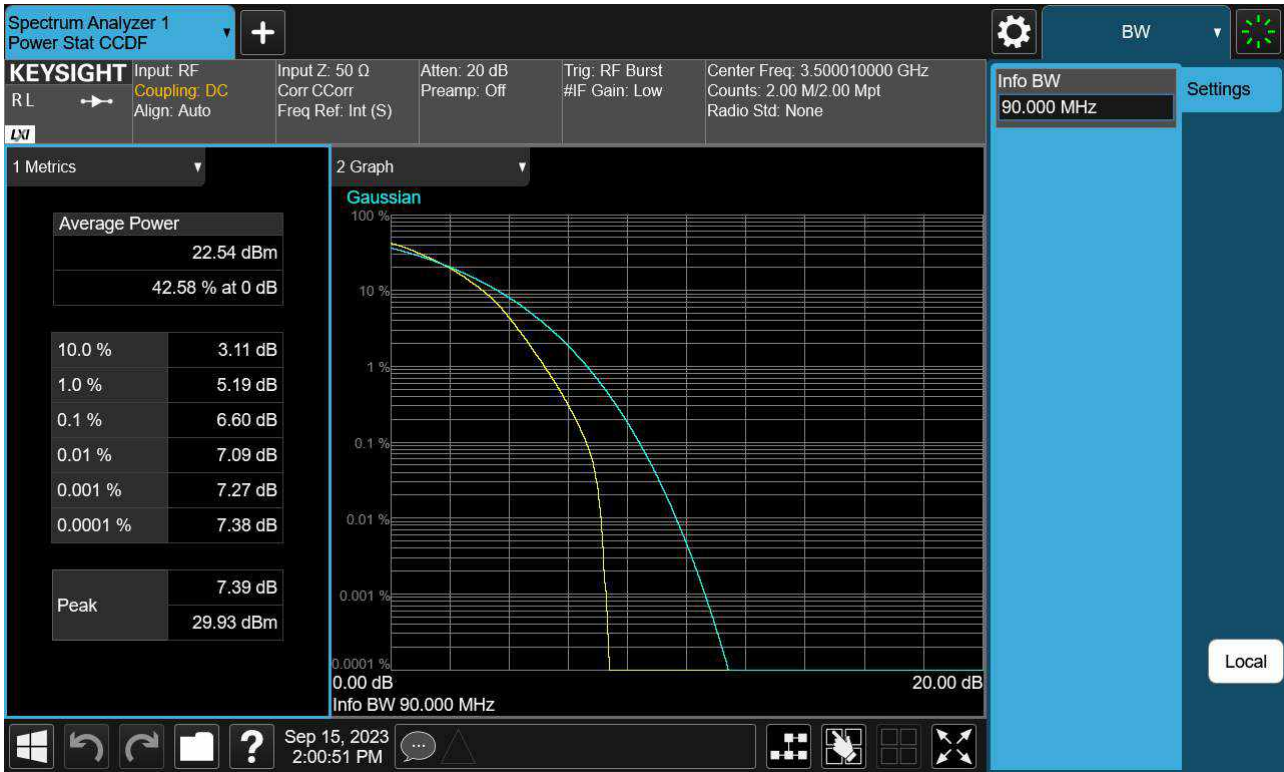 Spectrum Analyzer 1
Power Stat CCDF
BW
KEYSIGHT
RL
LXI
Input: RF
Coupling: DC
Align: Auto
Input Z: 50 Ω
Corr CCorr
Freq Ref: Int (S)
Atten: 20 dB
Preamp: Off
Trig: RF Burst
#IF Gain: Low
Center Freq: 3.500010000 GHz
Counts: 2.00 M/2.00 Mpt
Radio Std: None
Info BW
90.000 MHz
Settings
1 Metrics
Average Power
22.54 dBm
42.58 % at 0 dB
10.0 % 3.11 dB
1.0 % 5.19 dB
0.1 % 6.60 dB
0.01 % 7.09 dB
0.001 % 7.27 dB
0.0001 % 7.38 dB
Peak
7.39 dB
29.93 dBm
2 Graph
Gaussian
100 %
10 %
1 %
0.1 %
0.01 %
0.001 %
0.0001 %
0.00 dB 20.00 dB
Info BW 90.000 MHz
Local
?
Sep 15, 2023
2:00:51 PM